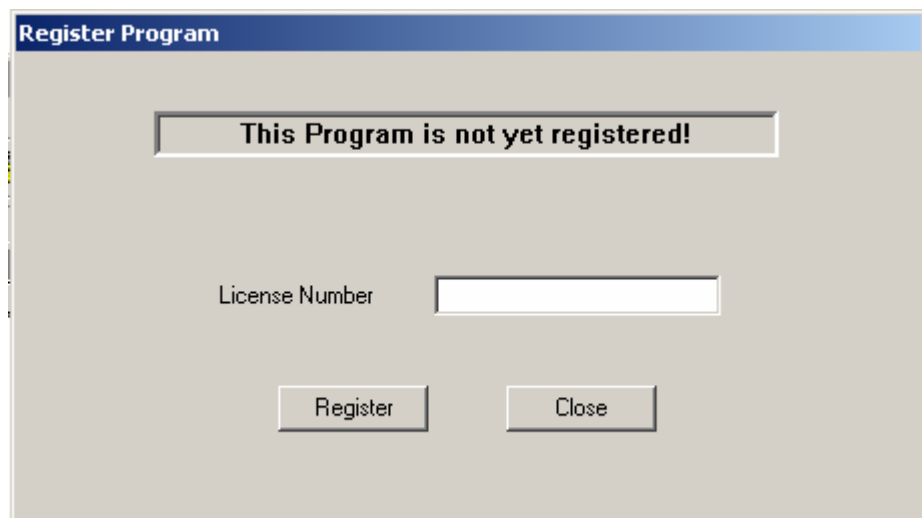 Register Program
This Program is not yet registered!
License Number
Register
Close